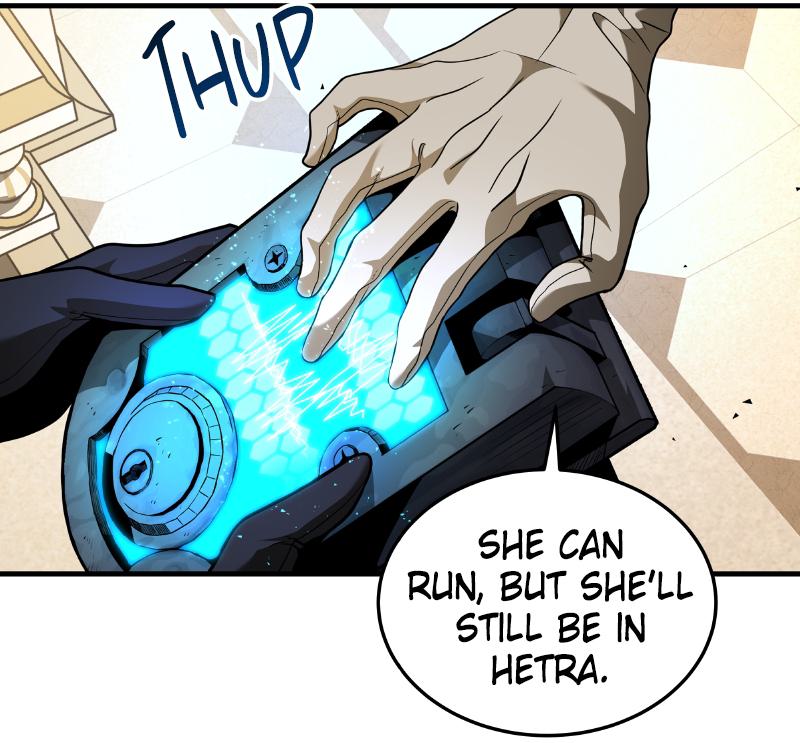 THUP
SHE CAN
RUN, BUT SHE'LL
STILL BE IN
HETRA.